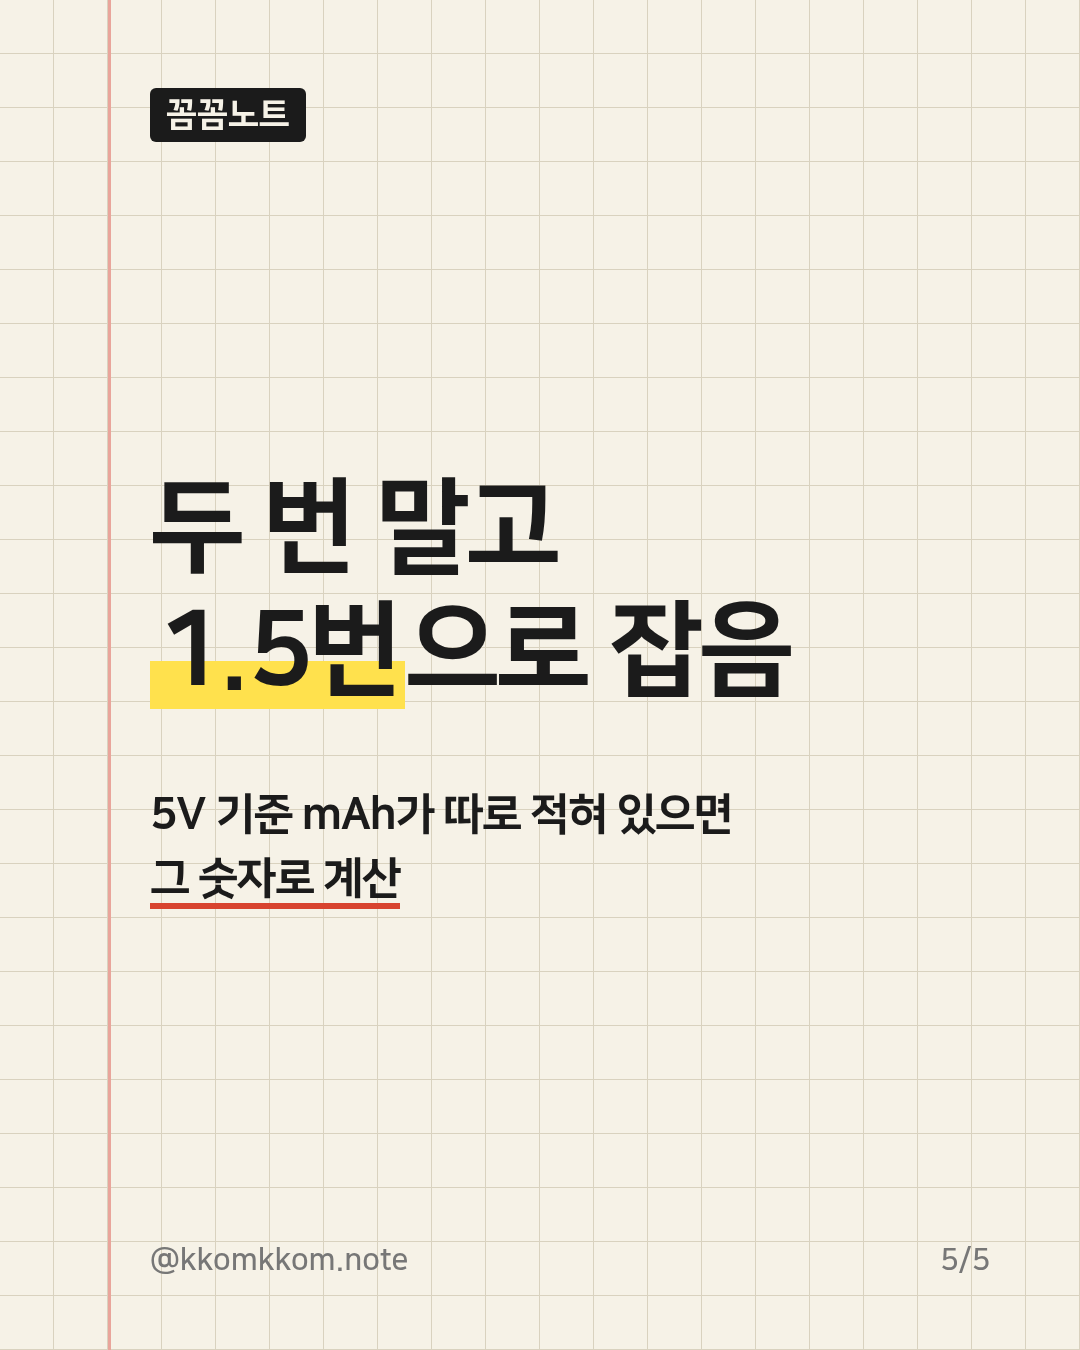 꼼꼼노트
두 번 말고
1.5번으로 잡음
5V 기준 mAh가 따로 적혀 있으면
그 숫자로 계산
@kkomkkom.note
5/5